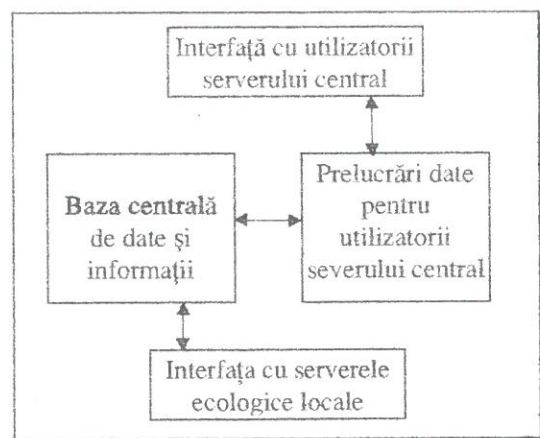 Interfață cu utilizatorii
serverului central
Baza centrală
de date și
informații
Prelucrări date
pentru
utilizatorii
severului central
Interfața cu serverele
ecologice locale